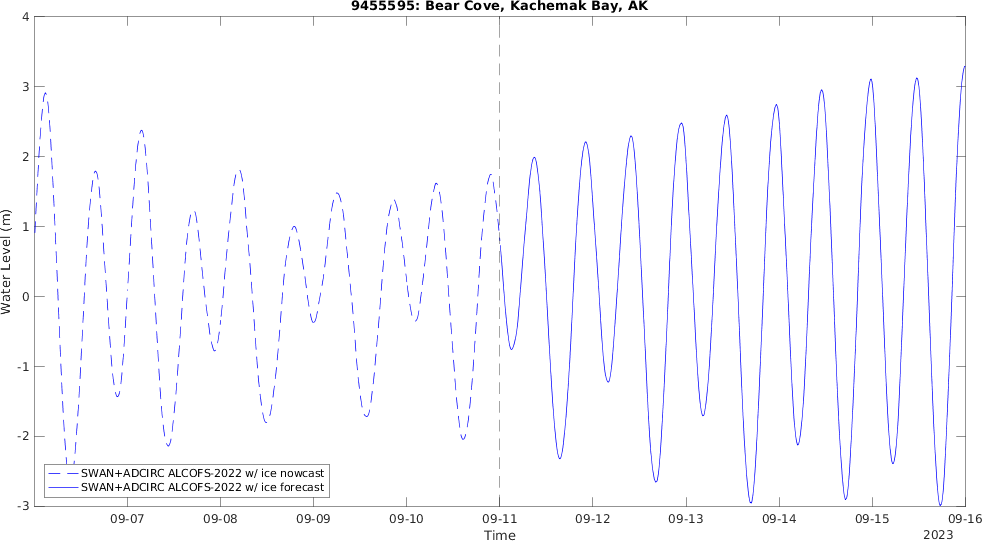 9455595: Bear Cove, Kachemak Bay, AK
4
3
2
1
0
-1
-2
-3
Water Level (m)
SWAN+ADCIRC ALCOFS-2022 w/ ice nowcast
SWAN+ADCIRC ALCOFS-2022 w/ ice forecast
09-07 09-08 09-09 09-10 09-11 09-12 09-13 09-14 09-15 09-16
Time
2023